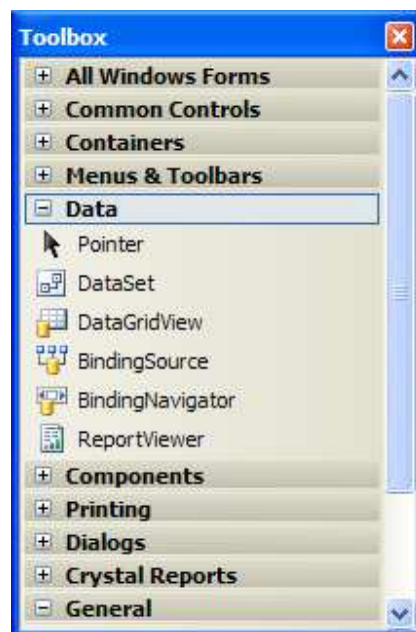 Toolbox
All Windows Forms
Common Controls
Containers
Menus & Toolbars
Data
Pointer
DataSet
DataGridView
BindingSource
BindingNavigator
ReportViewer
Components
Printing
Dialogs
Crystal Reports
General